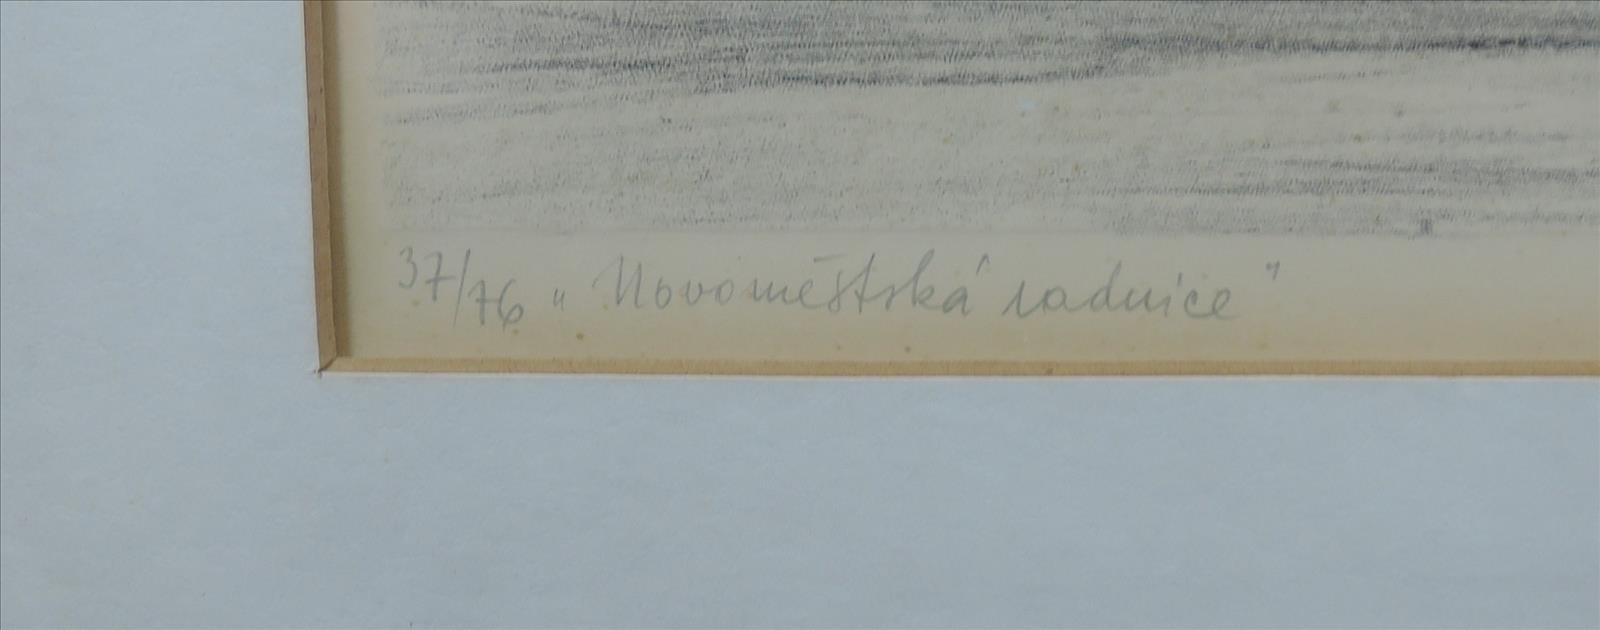 37/76 „Novoměstská radnice"